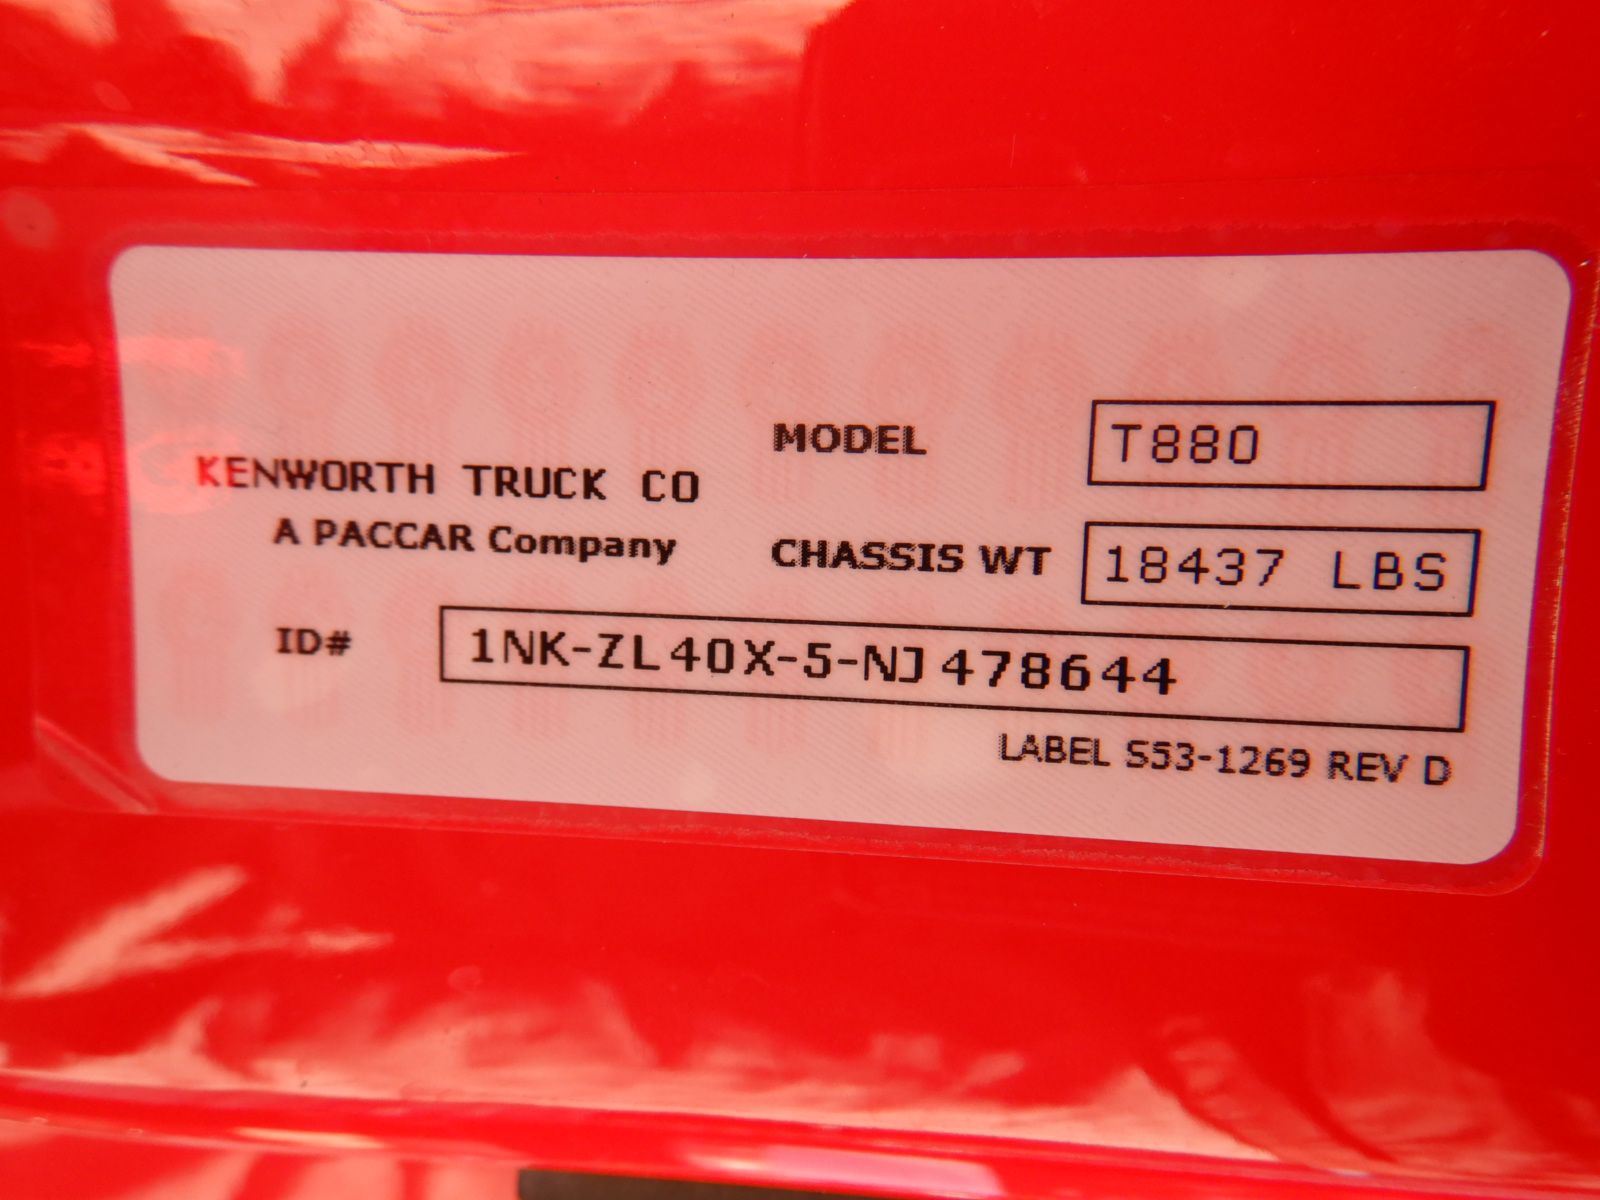 KENWORTH TRUCK CO
A PACCAR Company
MODEL T880
CHASSIS WT 18437 LBS
ID# 1NK-ZL40X-5-NJ478644
LABEL S53-1269 REV D